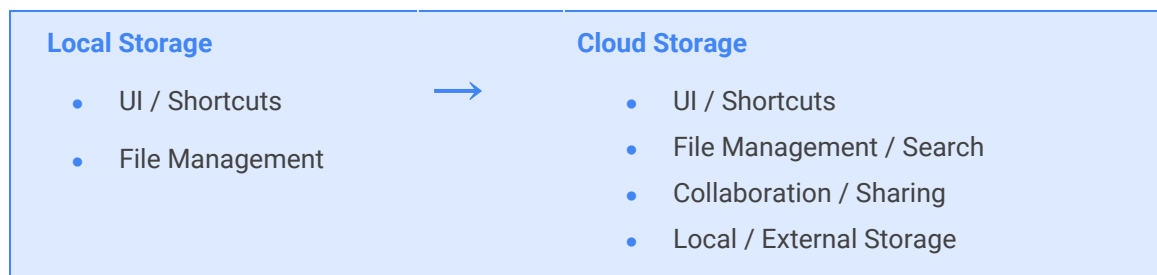 Local Storage
UI / Shortcuts
File Management
→
Cloud Storage
UI / Shortcuts
File Management / Search
Collaboration / Sharing
Local / External Storage